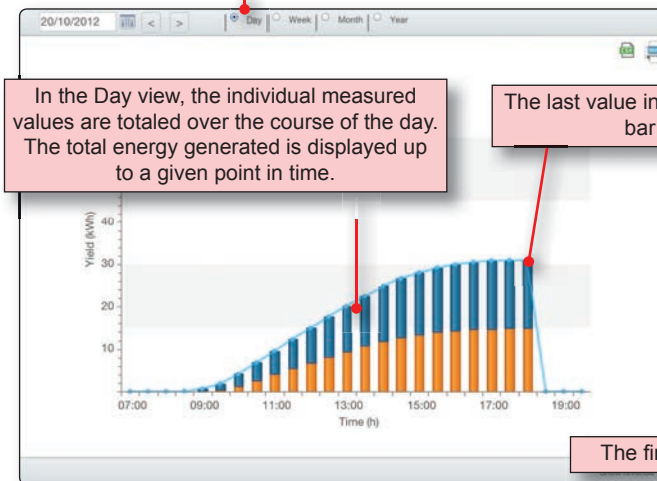 20/10/2012 < > Day Week Month Year
In the Day view, the individual measured
values are totaled over the course of the day.
The total energy generated is displayed up
to a given point in time.
The last value in
bar
Yield (kWh)
40
30
20
10
07:00 09:00 11:00 13:00 15:00 17:00 19:00
Time (h)
The